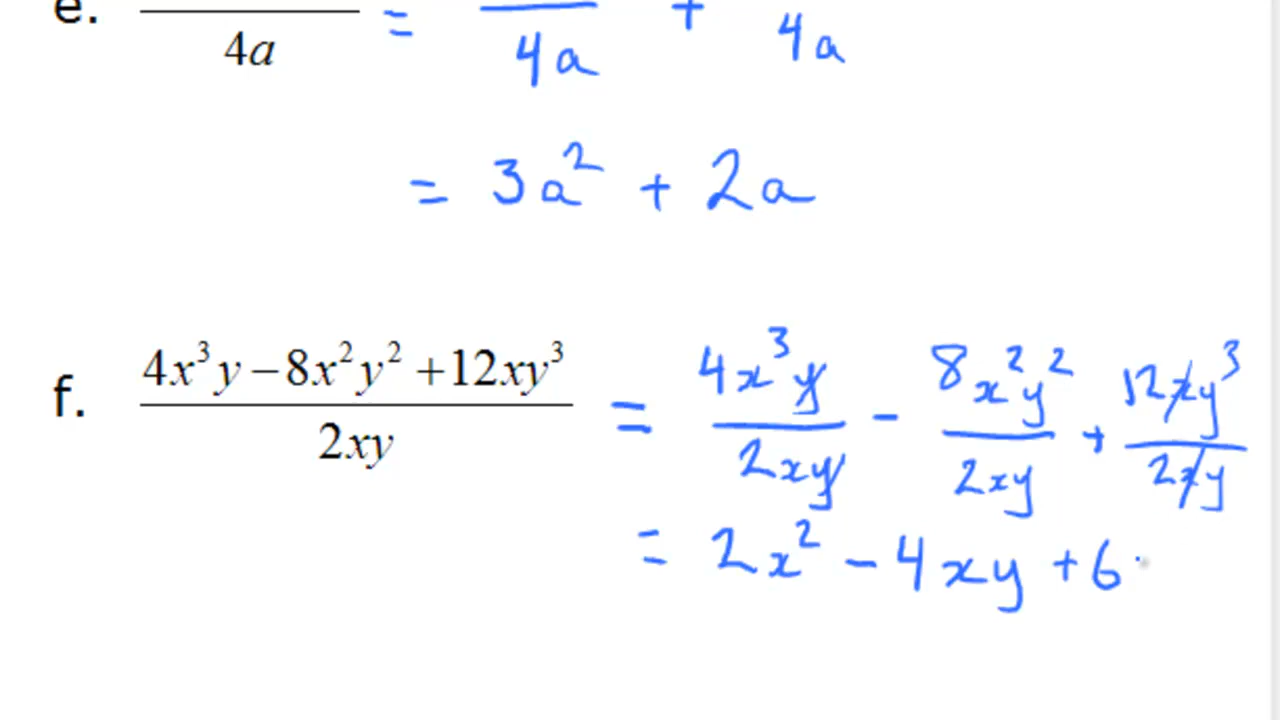 e. ──── = ──── +
4a 4a 4a
= 3a² + 2a
f. (4x³y − 8x²y² + 12xy³)/(2xy) = (4x³y)/(2xy) − (8x²y²)/(2xy) + (12xy³)/(2xy)
= 2x² − 4xy + 6